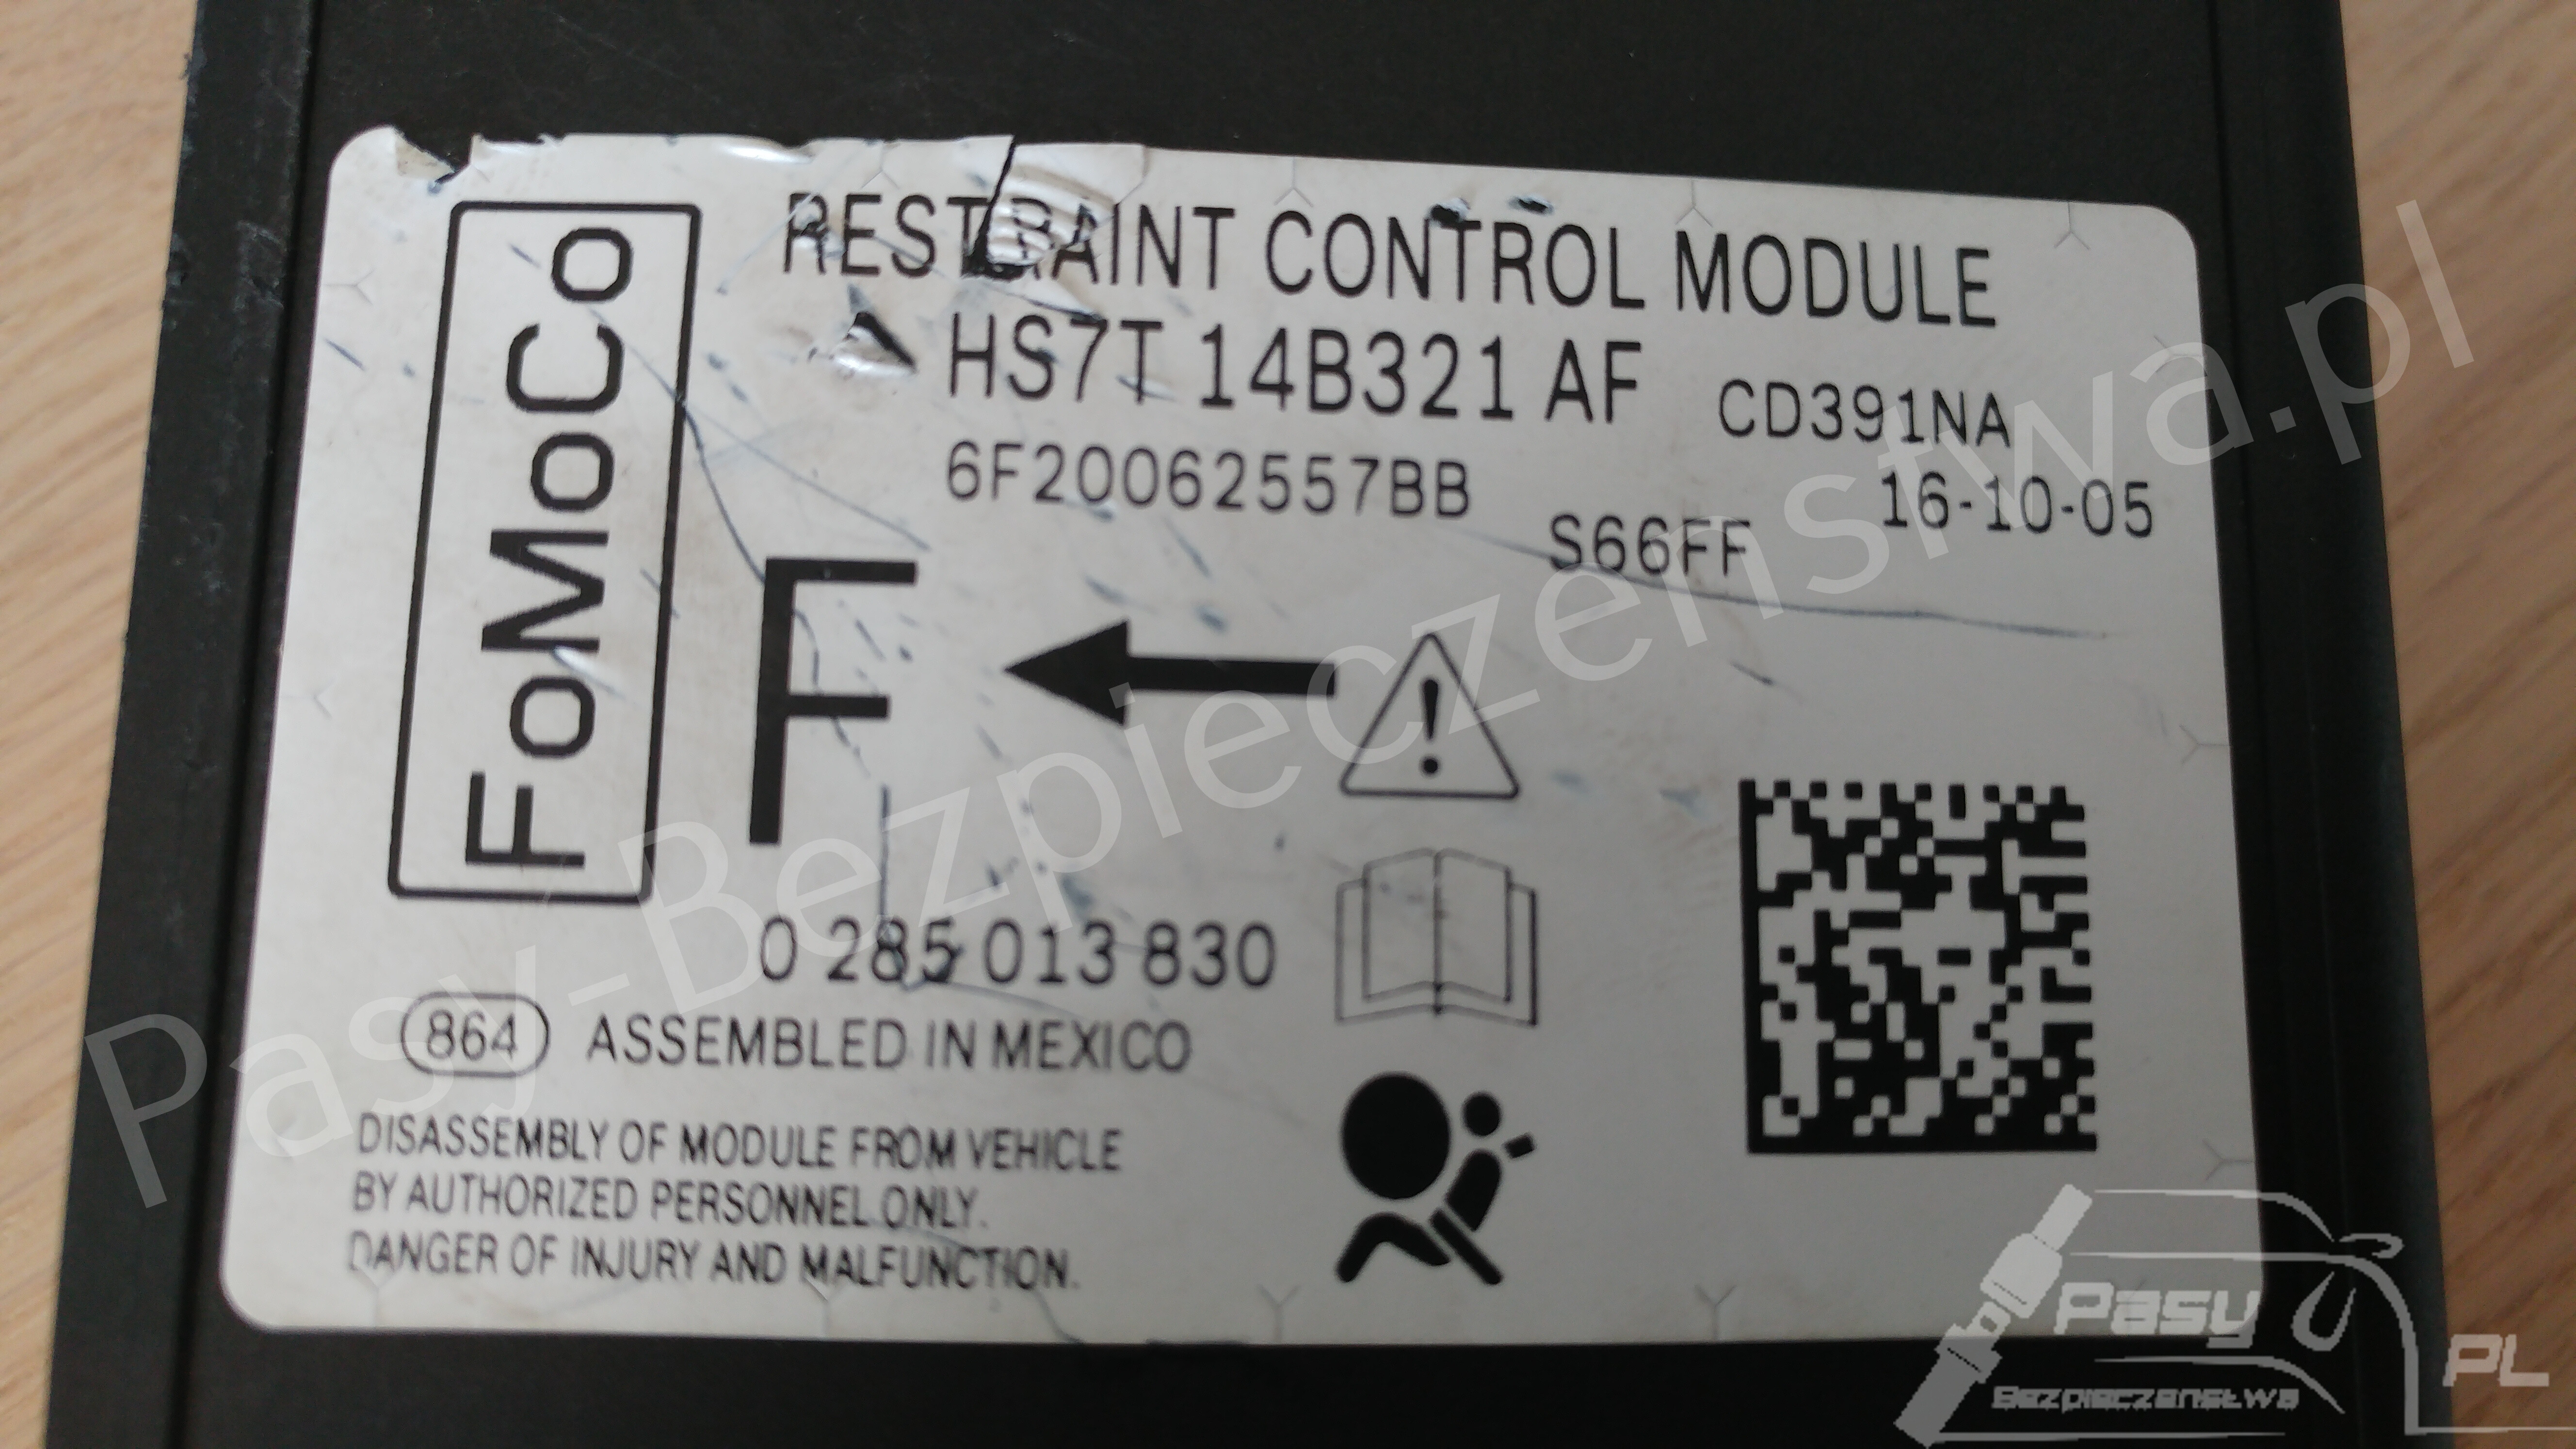 FoMoCo
RESTRAINT CONTROL MODULE
HS7T 14B321 AF CD391NA
6F20062557BB
S66FF 16-10-05
F
0 285 013 830
864 ASSEMBLED IN MEXICO
DISASSEMBLY OF MODULE FROM VEHICLE
BY AUTHORIZED PERSONNEL ONLY.
DANGER OF INJURY AND MALFUNCTION.
Pasy-Bezpieczenstwa.pl
Pasy
Bezpieczeństwa
PL